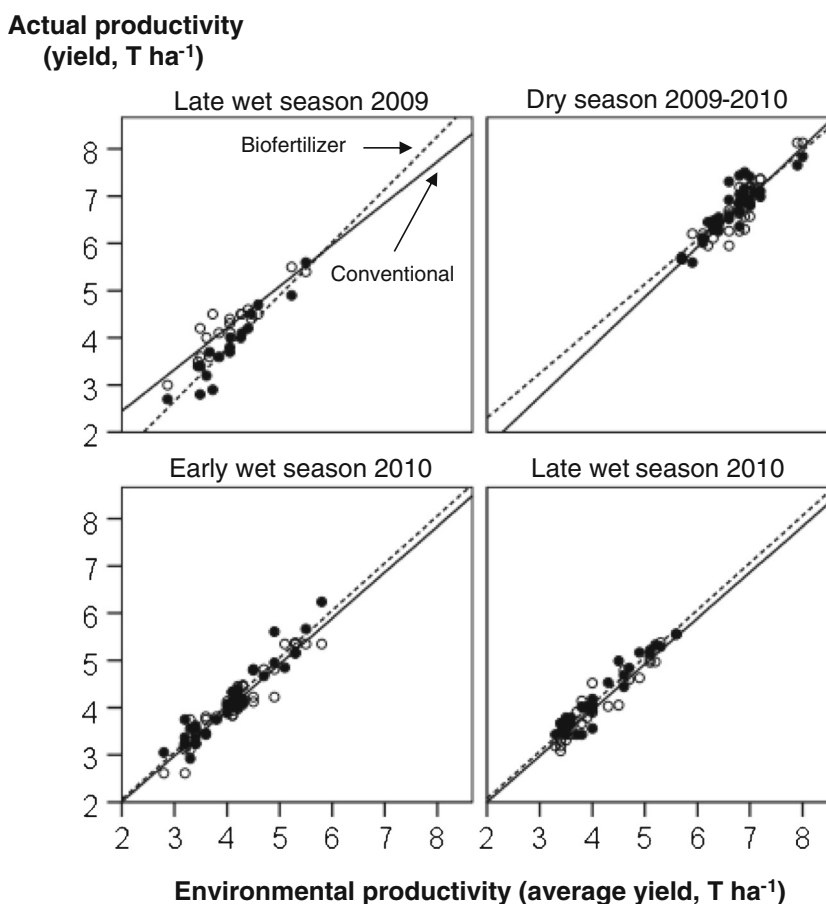 Actual productivity
(yield, T ha-1)
Late wet season 2009
Dry season 2009-2010
Biofertilizer
Conventional
8
7
6
5
4
3
2
Early wet season 2010
Late wet season 2010
8
7
6
5
4
3
2
2 3 4 5 6 7 8
2 3 4 5 6 7 8
Environmental productivity (average yield, T ha-1)